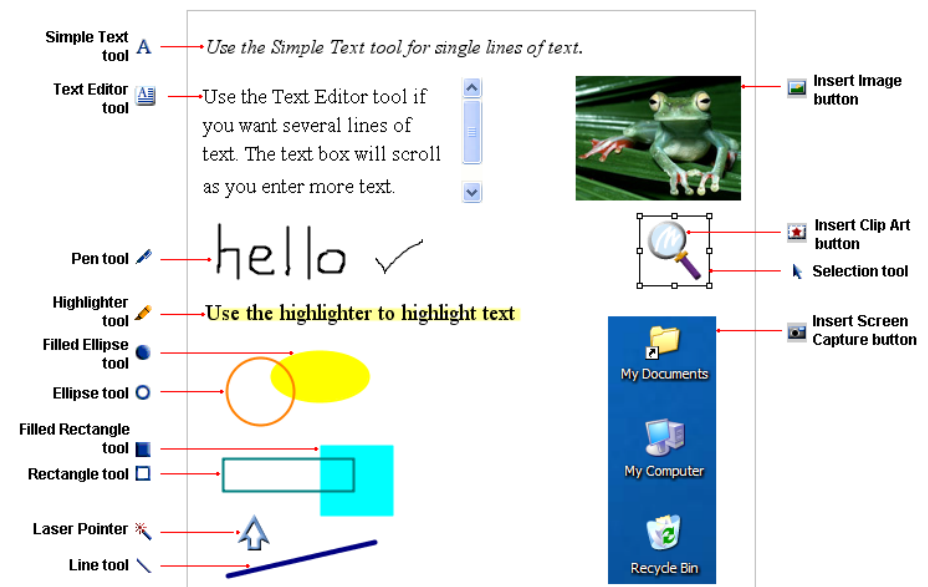 Simple Text
tool
Use the Simple Text tool for single lines of text.
Text Editor
tool
Use the Text Editor tool if
you want several lines of
text. The text box will scroll
as you enter more text.
Insert Image
button
Insert Clip Art
button
Selection tool
Pen tool
hello
Highlighter
tool
Use the highlighter to highlight text
Insert Screen
Capture button
Filled Ellipse
tool
Ellipse tool
My Documents
Filled Rectangle
tool
Rectangle tool
My Computer
Laser Pointer
Line tool
Recycle Bin